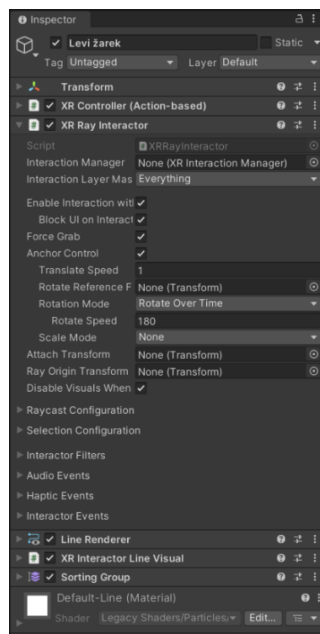 Inspector
Levi žarek
Static
Tag Untagged Layer Default
Transform
XR Controller (Action-based)
XR Ray Interactor
Script XRRayInteractor
Interaction Manager None (XR Interaction Manager)
Interaction Layer Mas Everything
Enable Interaction witl
Block UI on Interact
Force Grab
Anchor Control
Translate Speed 1
Rotate Reference F None (Transform)
Rotation Mode Rotate Over Time
Rotate Speed 180
Scale Mode None
Attach Transform None (Transform)
Ray Origin Transform None (Transform)
Disable Visuals When
Raycast Configuration
Selection Configuration
Interactor Filters
Audio Events
Haptic Events
Interactor Events
Line Renderer
XR Interactor Line Visual
Sorting Group
Default-Line (Material)
Shader Legacy Shaders/Particles, Edit...